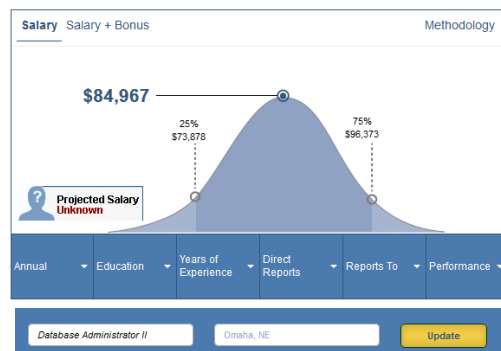 Salary Salary + Bonus Methodology
$84,967
25%
$73,878
75%
$96,373
?
Projected Salary
Unknown
Annual Education Years of Experience Direct Reports Reports To Performance
Database Administrator II Omaha, NE Update